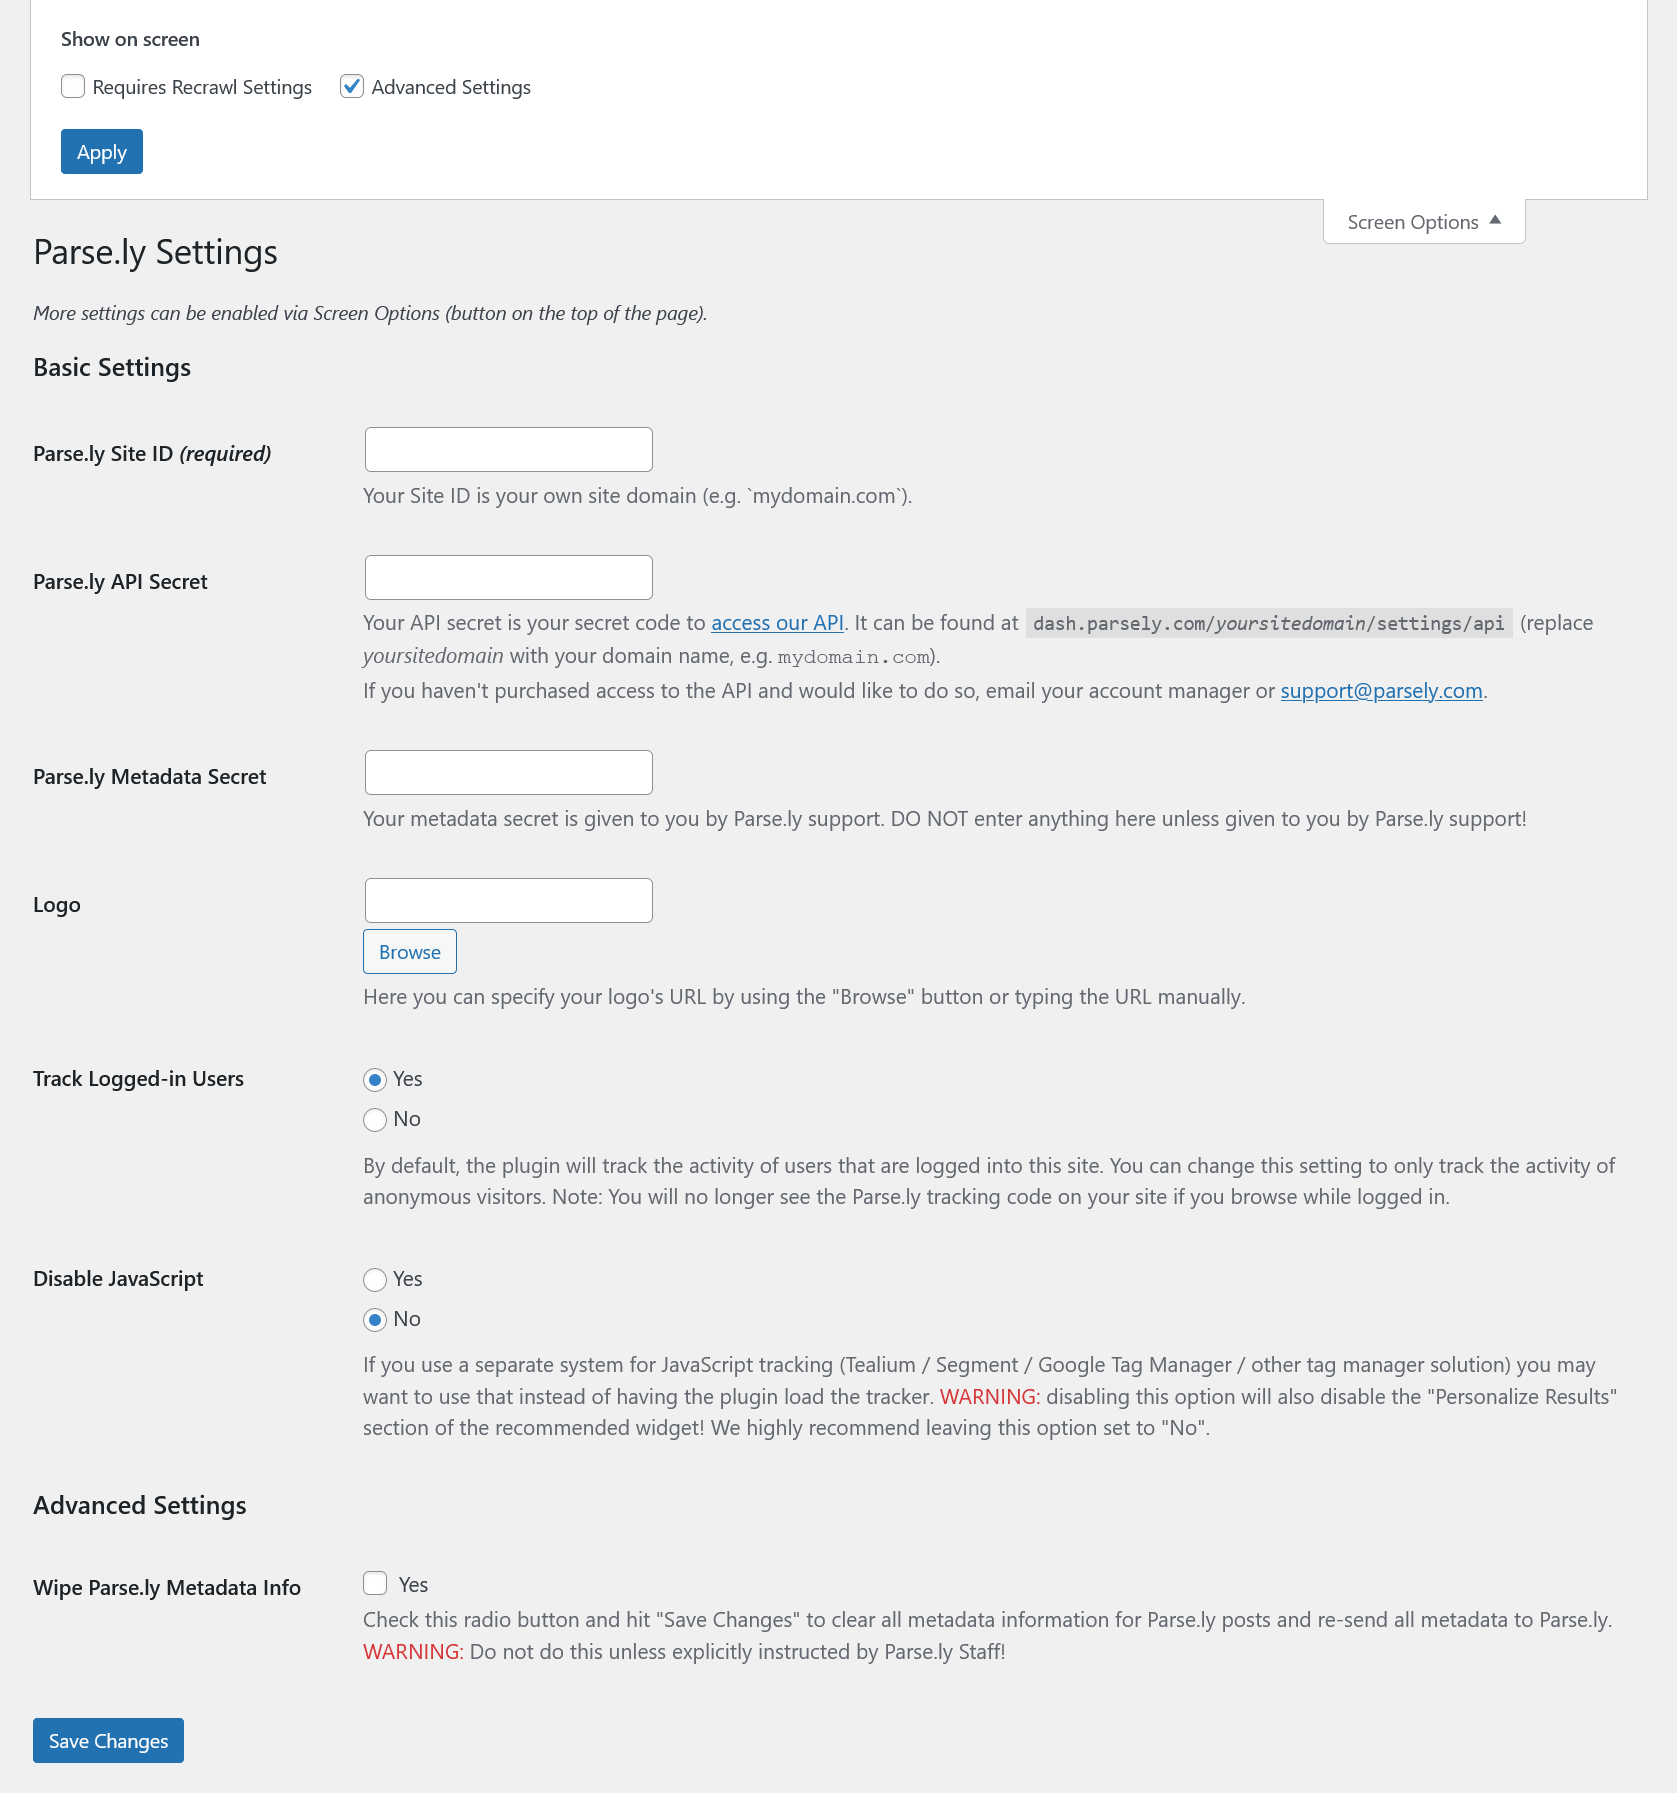 Show on screen
Requires Recrawl Settings Advanced Settings
Apply
Screen Options
Parse.ly Settings
More settings can be enabled via Screen Options (button on the top of the page).
Basic Settings
Parse.ly Site ID (required)
Your Site ID is your own site domain (e.g. `mydomain.com`).
Parse.ly API Secret
Your API secret is your secret code to access our API. It can be found at dash.parsely.com/yoursitedomain/settings/api (replace
yoursitedomain with your domain name, e.g. mydomain.com).
If you haven't purchased access to the API and would like to do so, email your account manager or support@parsely.com.
Parse.ly Metadata Secret
Your metadata secret is given to you by Parse.ly support. DO NOT enter anything here unless given to you by Parse.ly support!
Logo
Browse
Here you can specify your logo's URL by using the "Browse" button or typing the URL manually.
Track Logged-in Users
Yes
No
By default, the plugin will track the activity of users that are logged into this site. You can change this setting to only track the activity of
anonymous visitors. Note: You will no longer see the Parse.ly tracking code on your site if you browse while logged in.
Disable JavaScript
Yes
No
If you use a separate system for JavaScript tracking (Tealium / Segment / Google Tag Manager / other tag manager solution) you may
want to use that instead of having the plugin load the tracker. WARNING: disabling this option will also disable the "Personalize Results"
section of the recommended widget! We highly recommend leaving this option set to "No".
Advanced Settings
Wipe Parse.ly Metadata Info
Yes
Check this radio button and hit "Save Changes" to clear all metadata information for Parse.ly posts and re-send all metadata to Parse.ly.
WARNING: Do not do this unless explicitly instructed by Parse.ly Staff!
Save Changes